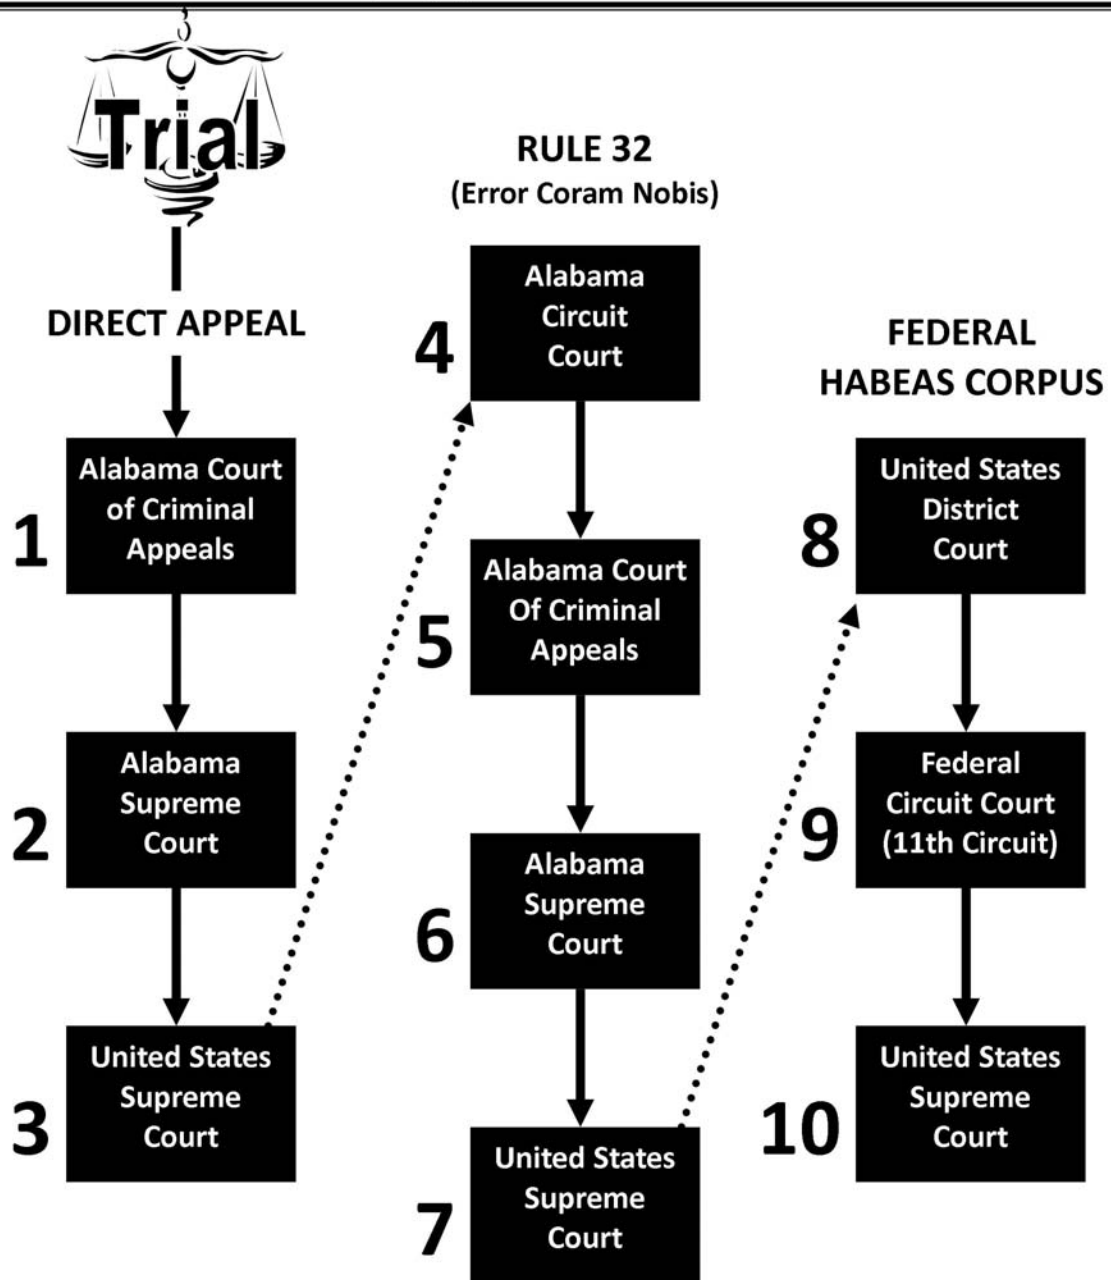 Trial
DIRECT APPEAL
1
Alabama Court
of Criminal
Appeals
2
Alabama
Supreme
Court
3
United States
Supreme
Court
RULE 32
(Error Coram Nobis)
4
Alabama
Circuit
Court
5
Alabama Court
Of Criminal
Appeals
6
Alabama
Supreme
Court
7
United States
Supreme
Court
FEDERAL
HABEAS CORPUS
8
United States
District
Court
9
Federal
Circuit Court
(11th Circuit)
10
United States
Supreme
Court